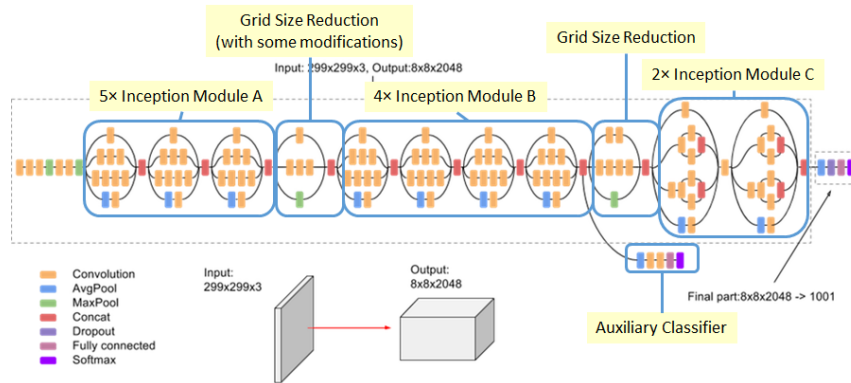 Grid Size Reduction
(with some modifications)
Grid Size Reduction
Input: 299x299x3, Output:8x8x2048
5× Inception Module A
4× Inception Module B
2× Inception Module C
Convolution
AvgPool
MaxPool
Concat
Dropout
Fully connected
Softmax
Input:
299x299x3
Output:
8x8x2048
Final part:8x8x2048 -> 1001
Auxiliary Classifier